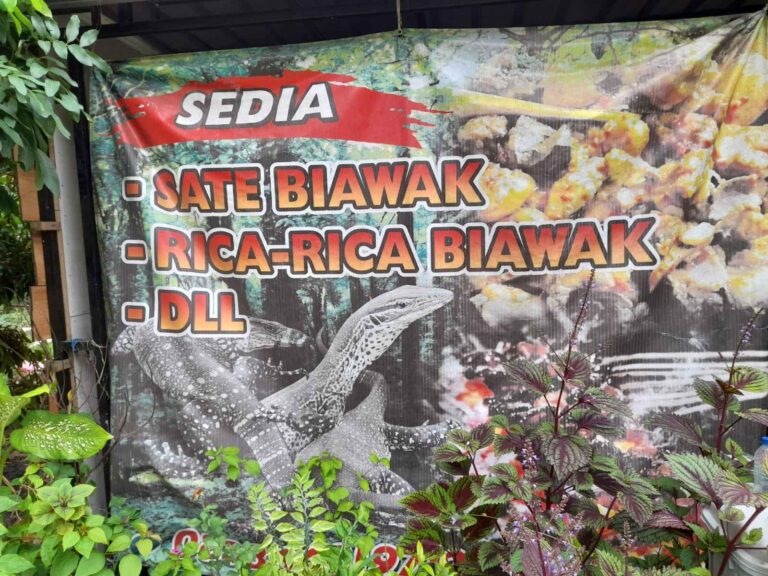 SEDIA
- SATE BIAWAK
- RICA-RICA BIAWAK
- DLL